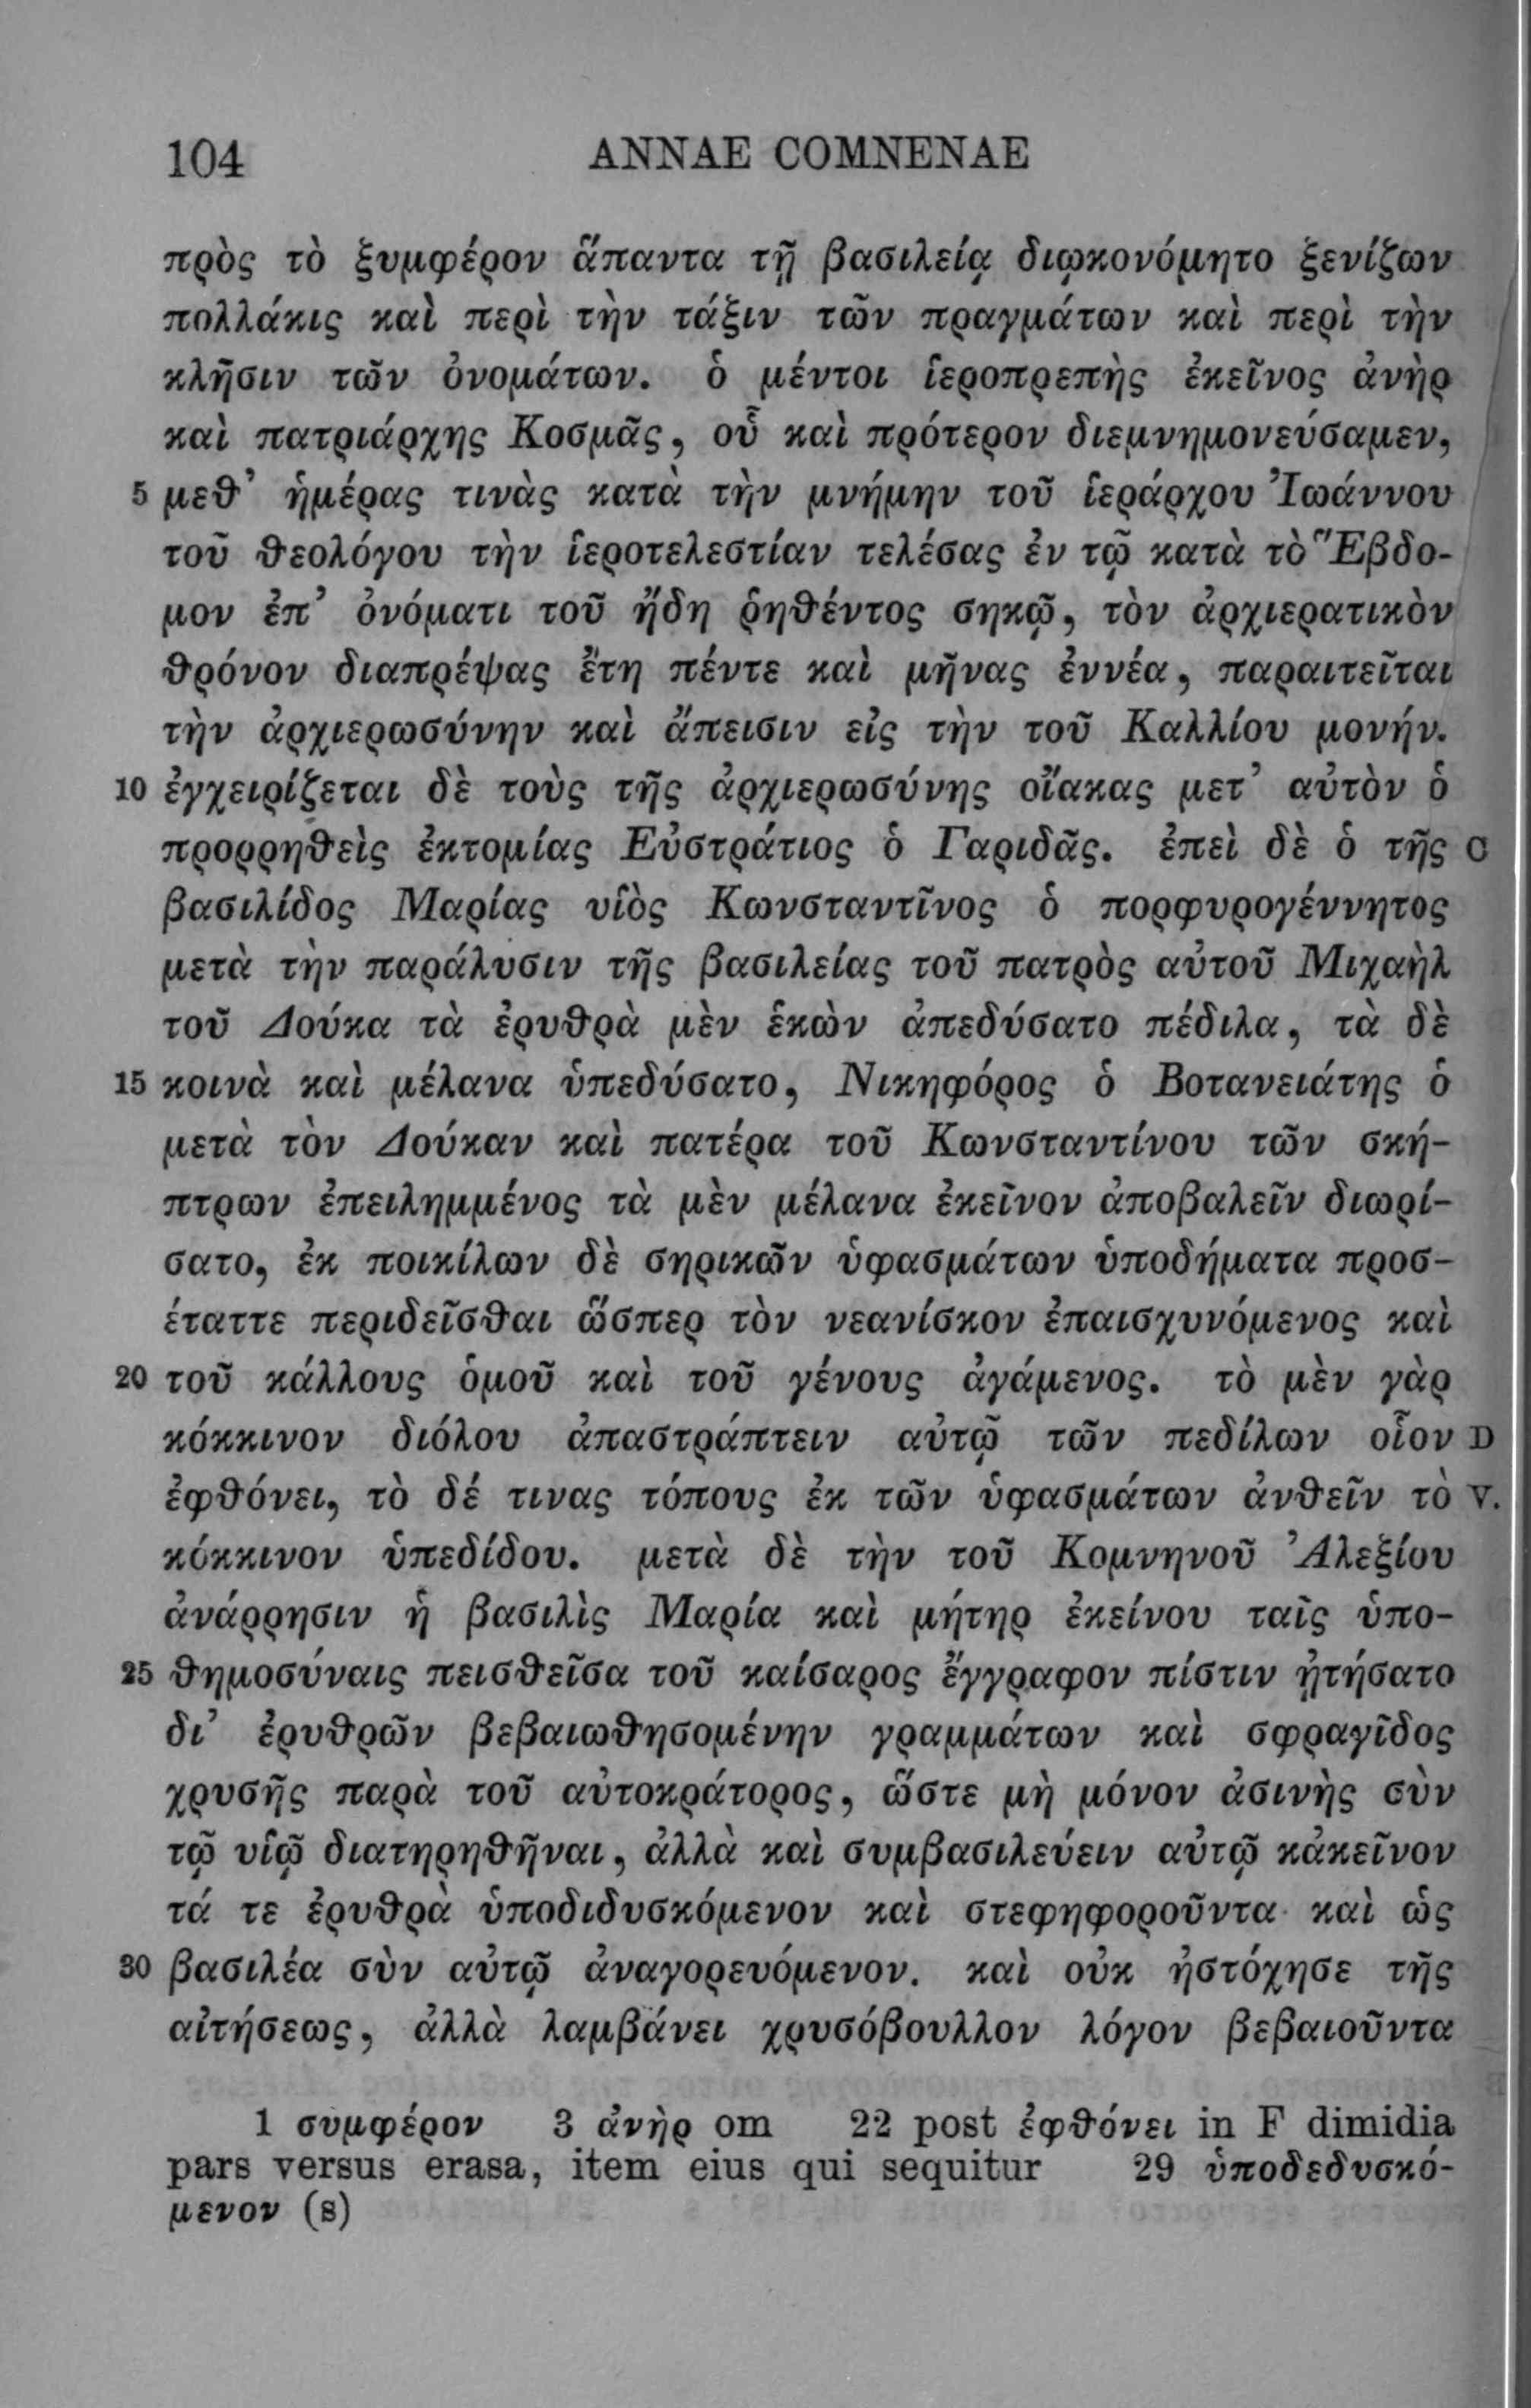 104 ANNAE COMNENAE
πρὸς τὸ ξυμφέρον ἅπαντα τῇ βασιλείᾳ διῳκονόμητο ξενίζων
πολλάκις καὶ περὶ τὴν τάξιν τῶν πραγμάτων καὶ περὶ τὴν
κλῆσιν τῶν ὀνομάτων. ὁ μέντοι ἱεροπρεπὴς ἐκεῖνος ἀνὴρ
καὶ πατριάρχης Κοσμᾶς, οὗ καὶ πρότερον διεμνημονεύσαμεν,
5 μεθ’ ἡμέρας τινὰς κατὰ τὴν μνήμην τοῦ ἱεράρχου Ἰωάννου
τοῦ θεολόγου τὴν ἱεροτελεστίαν τελέσας ἐν τῷ κατὰ τὸ Ἕβδο-
μον ἐπ’ ὀνόματι τοῦ ἤδη ῥηθέντος σηκῷ, τὸν ἀρχιερατικὸν
θρόνον διαπρέψας ἔτη πέντε καὶ μῆνας ἐννέα, παραιτεῖται
τὴν ἀρχιερωσύνην καὶ ἄπεισιν εἰς τὴν τοῦ Καλλίου μονήν.
10 ἐγχειρίζεται δὲ τοὺς τῆς ἀρχιερωσύνης οἴακας μετ’ αὐτὸν ὁ
προρρηθεὶς ἐκτομίας Εὐστράτιος ὁ Γαριδᾶς. ἐπεὶ δὲ ὁ τῆς C
βασιλίδος Μαρίας υἱὸς Κωνσταντῖνος ὁ πορφυρογέννητος
μετὰ τὴν παράλυσιν τῆς βασιλείας τοῦ πατρὸς αὐτοῦ Μιχαὴλ
τοῦ Δούκα τὰ ἐρυθρὰ μὲν ἑκὼν ἀπεδύσατο πέδιλα, τὰ δὲ
15 κοινὰ καὶ μέλανα ὑπεδύσατο, Νικηφόρος ὁ Βοτανειάτης ὁ
μετὰ τὸν Δούκαν καὶ πατέρα τοῦ Κωνσταντίνου τῶν σκή-
πτρων ἐπειλημμένος τὰ μὲν μέλανα ἐκεῖνον ἀποβαλεῖν διωρί-
σατο, ἐκ ποικίλων δὲ σηρικῶν ὑφασμάτων ὑποδήματα προσ-
έταττε περιδεῖσθαι ὥσπερ τὸν νεανίσκον ἐπαισχυνόμενος καὶ
20 τοῦ κάλλους ὁμοῦ καὶ τοῦ γένους ἀγάμενος. τὸ μὲν γὰρ
κόκκινον διόλου ἀπαστράπτειν αὐτῷ τῶν πεδίλων οἷον D
ἐφθόνει, τὸ δέ τινας τόπους ἐκ τῶν ὑφασμάτων ἀνθεῖν τὸ V.
κόκκινον ὑπεδίδου. μετὰ δὲ τὴν τοῦ Κομνηνοῦ Ἀλεξίου
ἀνάρρησιν ἡ βασιλὶς Μαρία καὶ μήτηρ ἐκείνου ταῖς ὑπο-
25 θημοσύναις πεισθεῖσα τοῦ καίσαρος ἔγγραφον πίστιν ᾐτήσατο
δι’ ἐρυθρῶν βεβαιωθησομένην γραμμάτων καὶ σφραγῖδος
χρυσῆς παρὰ τοῦ αὐτοκράτορος, ὥστε μὴ μόνον ἀσινὴς σὺν
τῷ υἱῷ διατηρηθῆναι, ἀλλὰ καὶ συμβασιλεύειν αὐτῷ κἀκεῖνον
τά τε ἐρυθρὰ ὑποδιδυσκόμενον καὶ στεφηφοροῦντα καὶ ὡς
30 βασιλέα σὺν αὐτῷ ἀναγορευόμενον. καὶ οὐκ ἠστόχησε τῆς
αἰτήσεως, ἀλλὰ λαμβάνει χρυσόβουλλον λόγον βεβαιοῦντα
1 συμφέρον 3 ἀνὴρ om 22 post ἐφθόνει in F dimidia
pars versus erasa, item eius qui sequitur 29 ὑποδεδυσκό-
μενον (s)